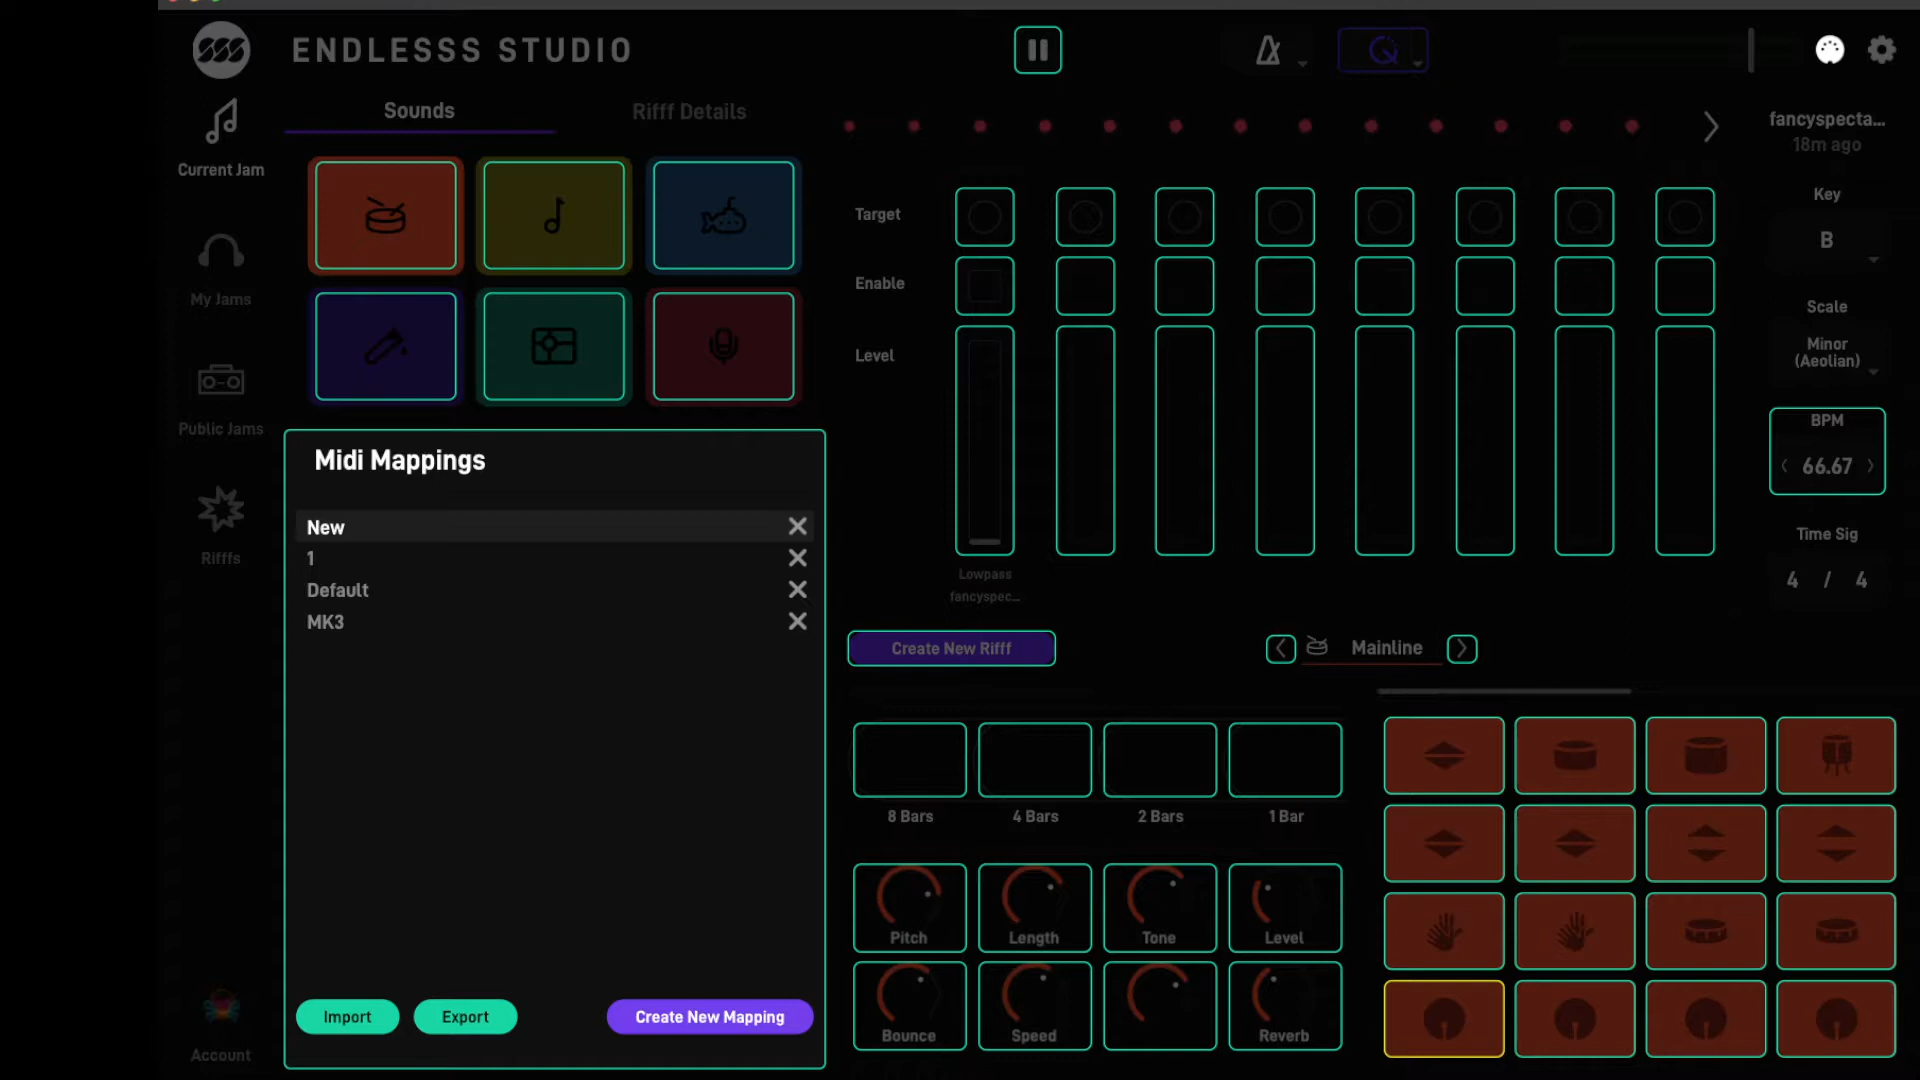 ENDLESSS STUDIO
Sounds
Rifff Details
Current Jam
My Jams
Public Jams
Rifffs
Account
Midi Mappings
New
1
Default
MK3
Import
Export
Create New Mapping
Target
Enable
Level
Lowpass
fancyspec...
fancyspecta...
18m ago
Key
B
Scale
Minor
(Aeolian)
BPM
66.67
Time Sig
4 / 4
Create New Rifff
Mainline
8 Bars
4 Bars
2 Bars
1 Bar
Pitch
Length
Tone
Level
Bounce
Speed
Reverb